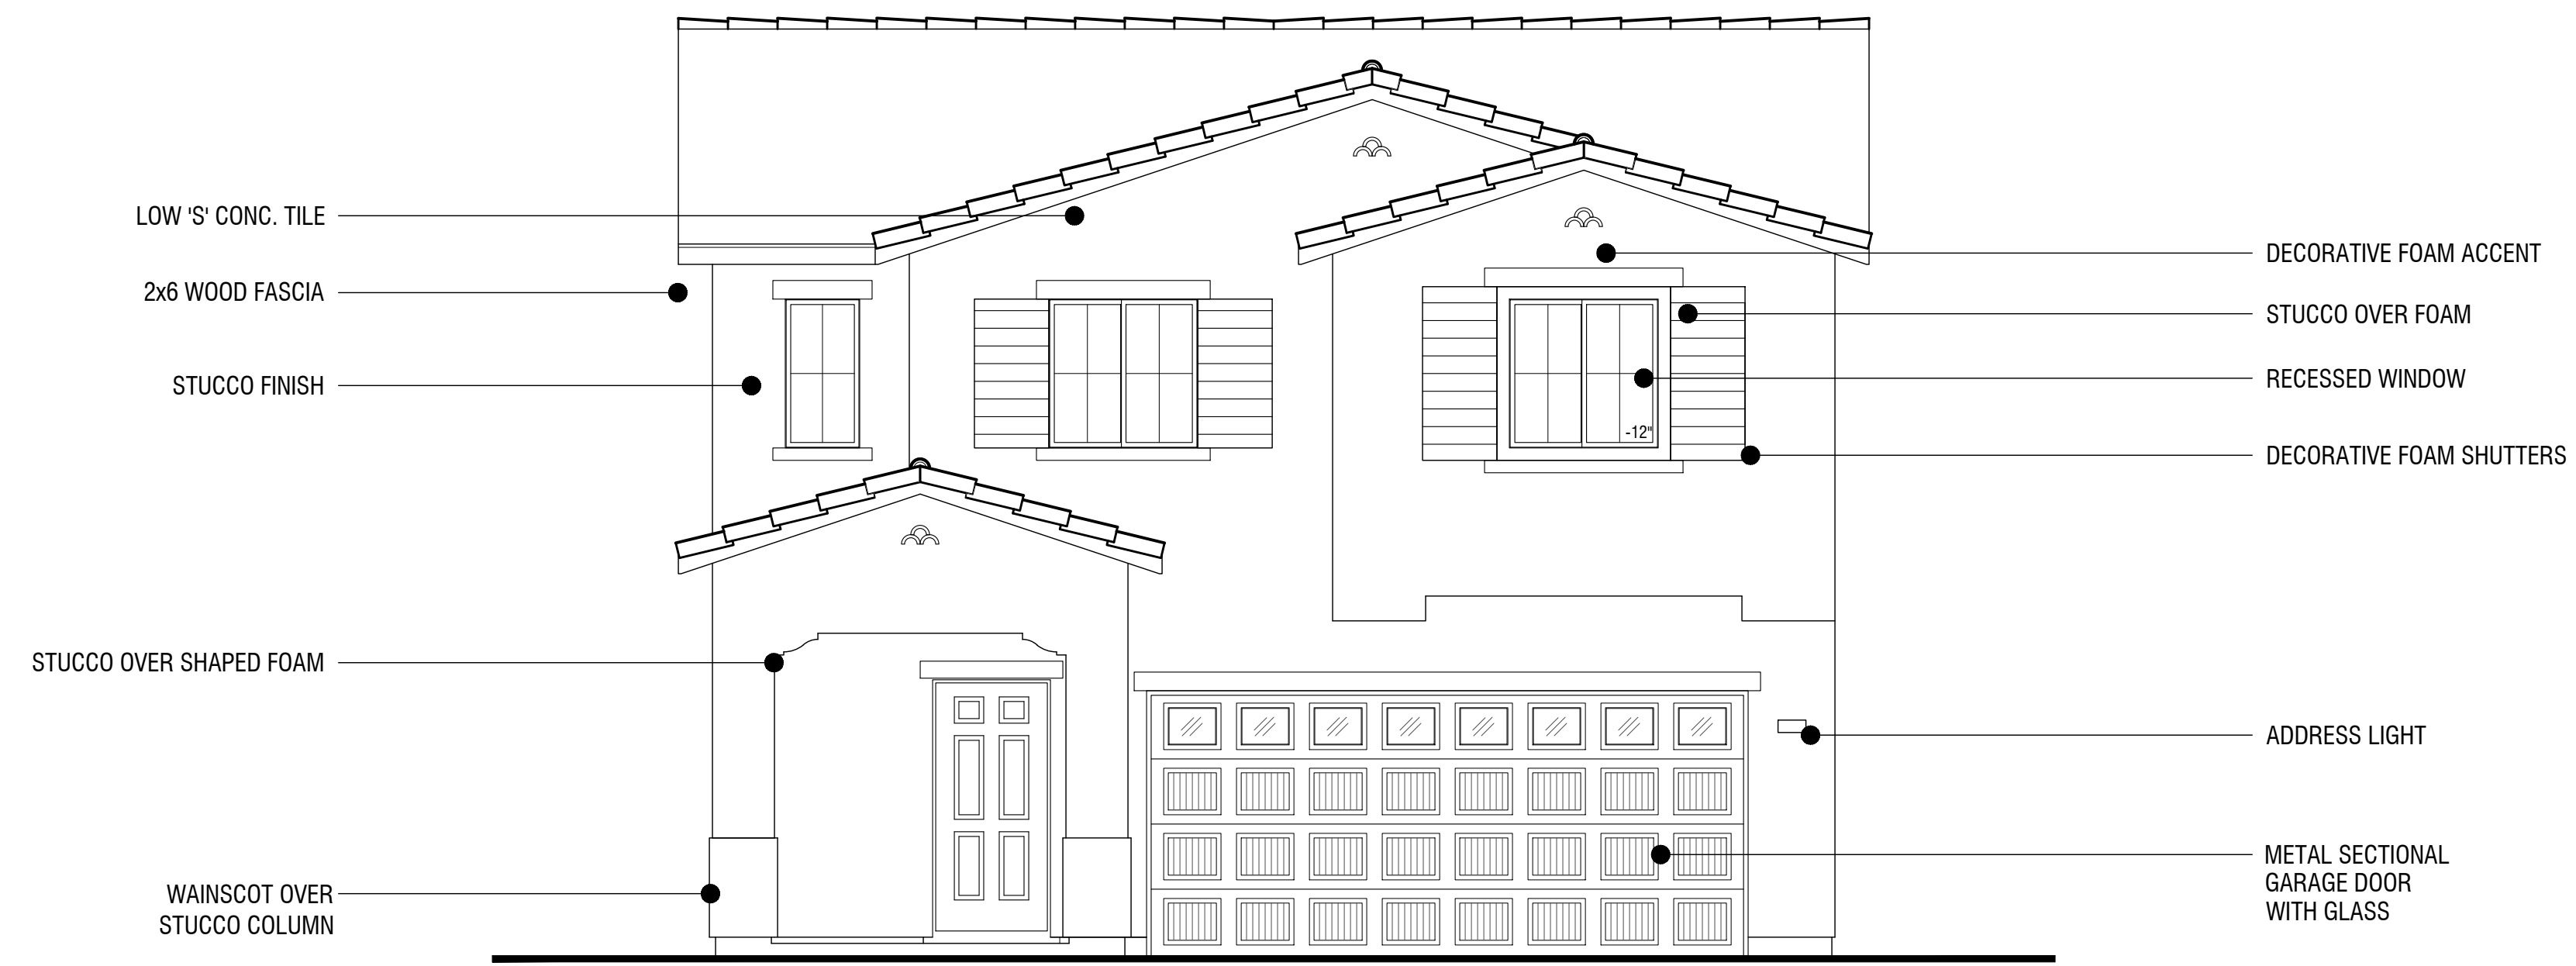 LOW 'S' CONC. TILE
2x6 WOOD FASCIA
STUCCO FINISH
STUCCO OVER SHAPED FOAM
WAINSCOT OVER
STUCCO COLUMN
DECORATIVE FOAM ACCENT
STUCCO OVER FOAM
RECESSED WINDOW
-12"
DECORATIVE FOAM SHUTTERS
ADDRESS LIGHT
METAL SECTIONAL
GARAGE DOOR
WITH GLASS